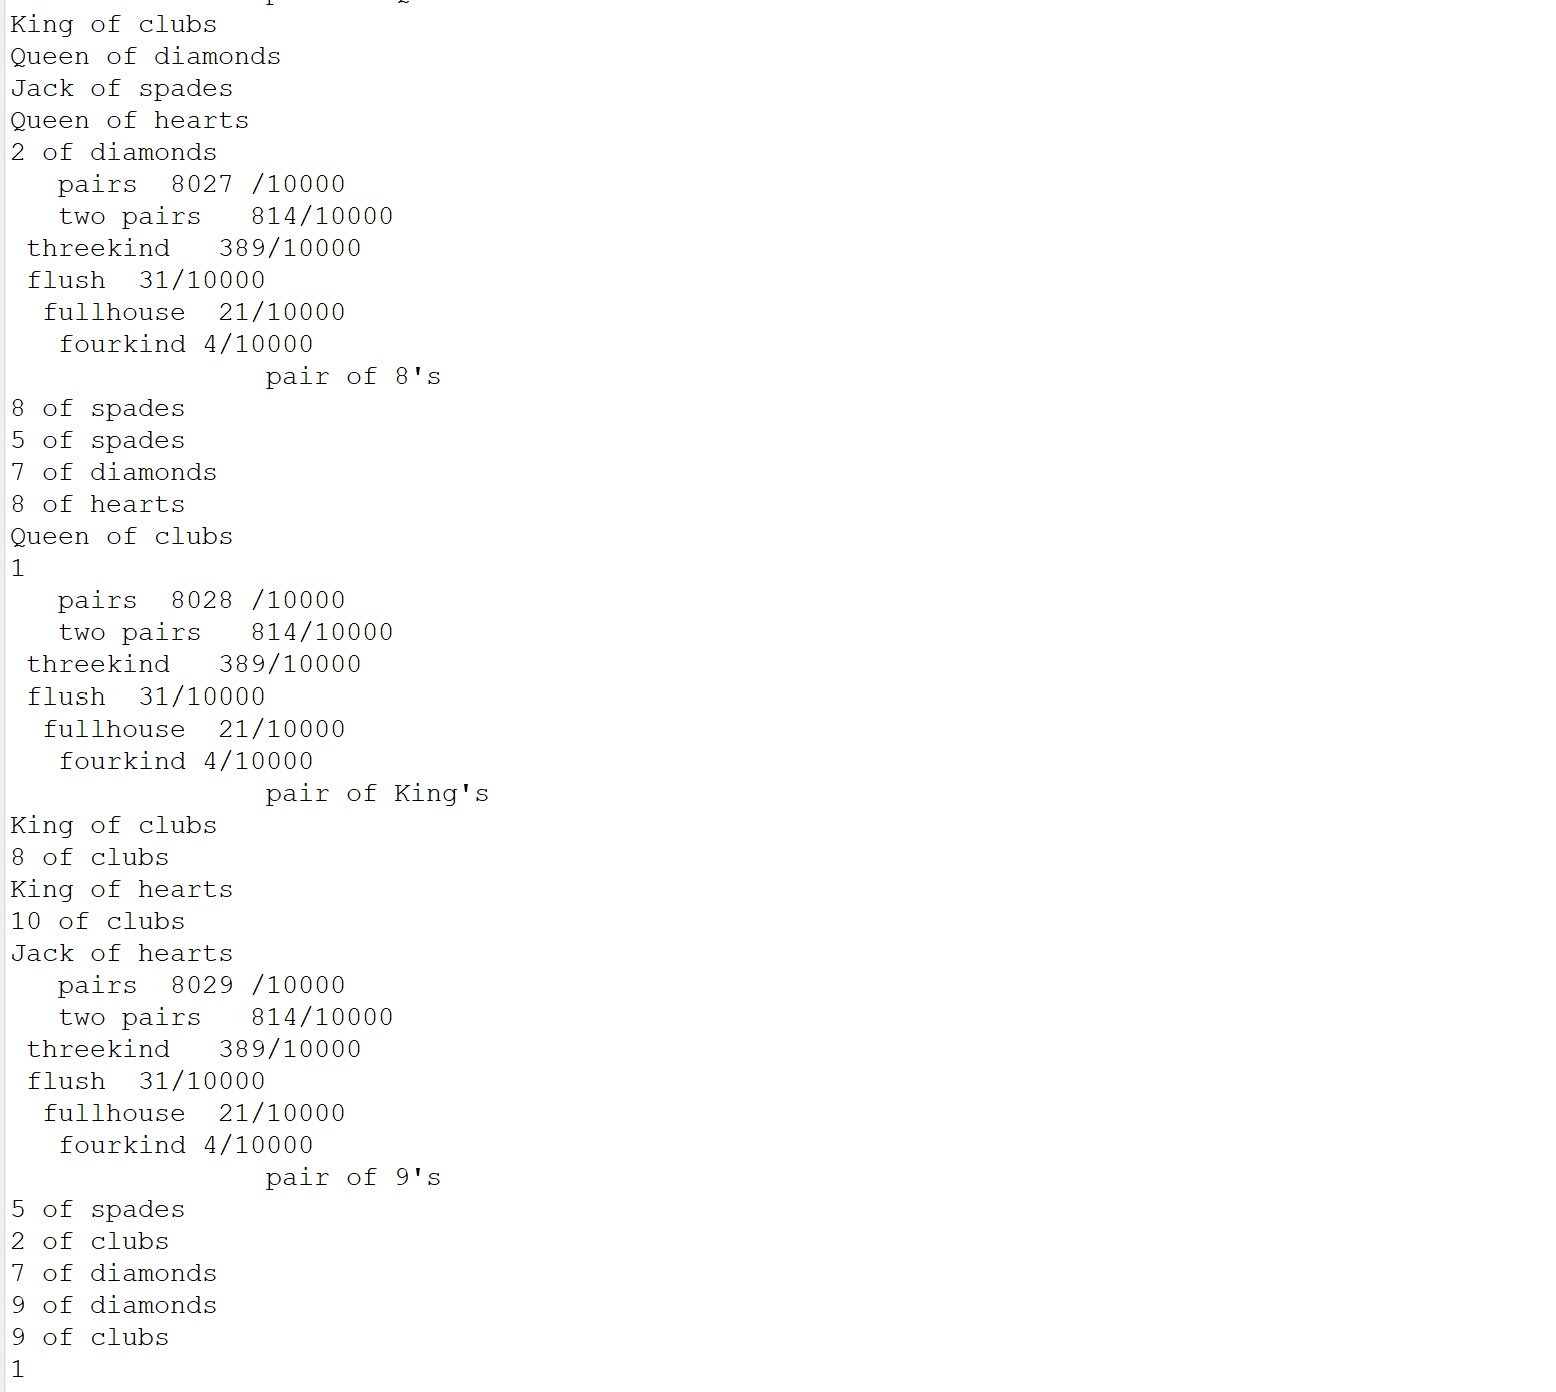 King of clubs
Queen of diamonds
Jack of spades
Queen of hearts
2 of diamonds
pairs  8027 /10000
two pairs   814/10000
threekind   389/10000
flush  31/10000
fullhouse  21/10000
fourkind 4/10000
pair of 8's
8 of spades
5 of spades
7 of diamonds
8 of hearts
Queen of clubs
1
pairs  8028 /10000
two pairs   814/10000
threekind   389/10000
flush  31/10000
fullhouse  21/10000
fourkind 4/10000
pair of King's
King of clubs
8 of clubs
King of hearts
10 of clubs
Jack of hearts
pairs  8029 /10000
two pairs   814/10000
threekind   389/10000
flush  31/10000
fullhouse  21/10000
fourkind 4/10000
pair of 9's
5 of spades
2 of clubs
7 of diamonds
9 of diamonds
9 of clubs
1